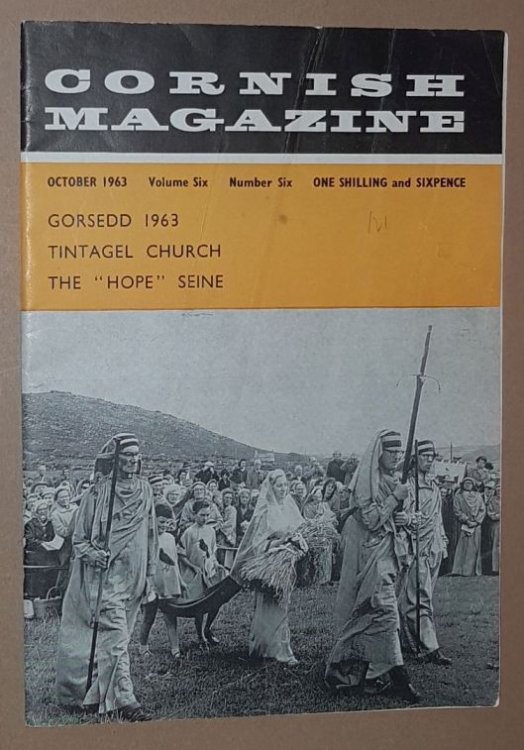 CORNISH
MAGAZINE
OCTOBER 1963 Volume Six Number Six ONE SHILLING and SIXPENCE
GORSEDD 1963
TINTAGEL CHURCH
THE "HOPE" SEINE